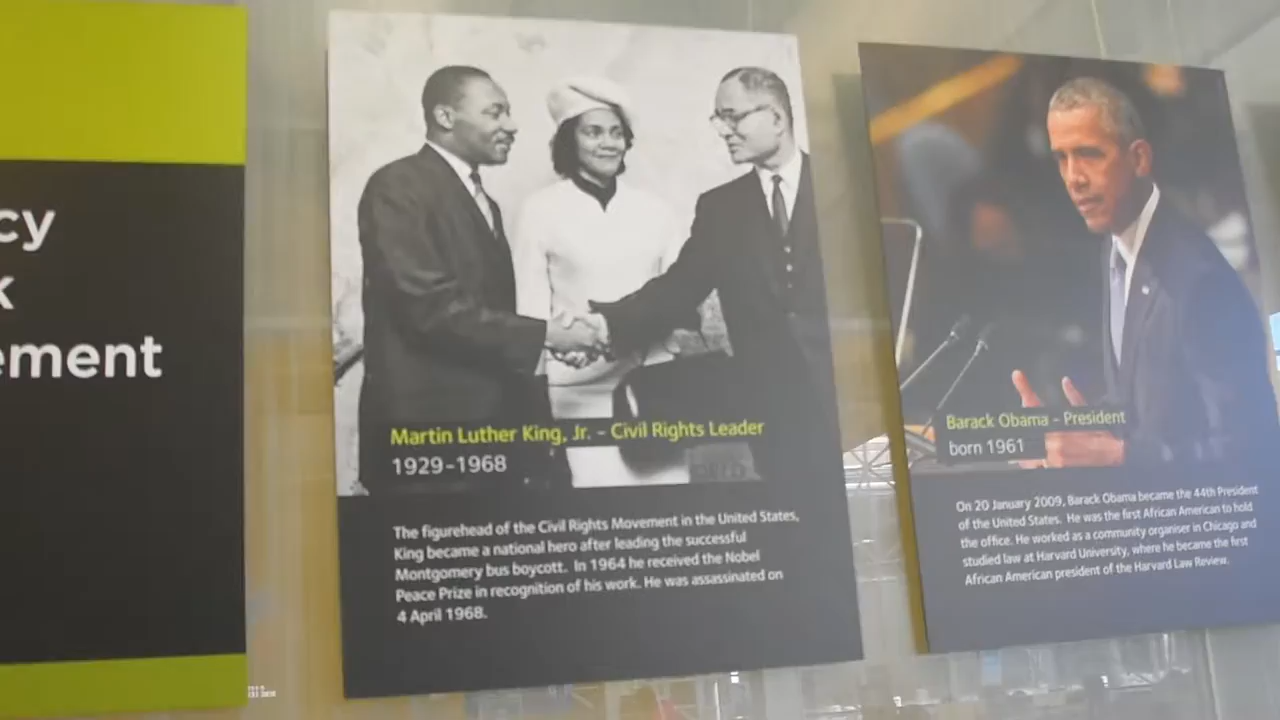 cy
k
ement
Martin Luther King, Jr. – Civil Rights Leader
1929-1968
The figurehead of the Civil Rights Movement in the United States,
King became a national hero after leading the successful
Montgomery bus boycott. In 1964 he received the Nobel
Peace Prize in recognition of his work. He was assassinated on
4 April 1968.
Barack Obama – President
born 1961
On 20 January 2009, Barack Obama became the 44th President
of the United States. He was the first African American to hold
the office. He worked as a community organiser in Chicago and
studied law at Harvard University, where he became the first
African American president of the Harvard Law Review.